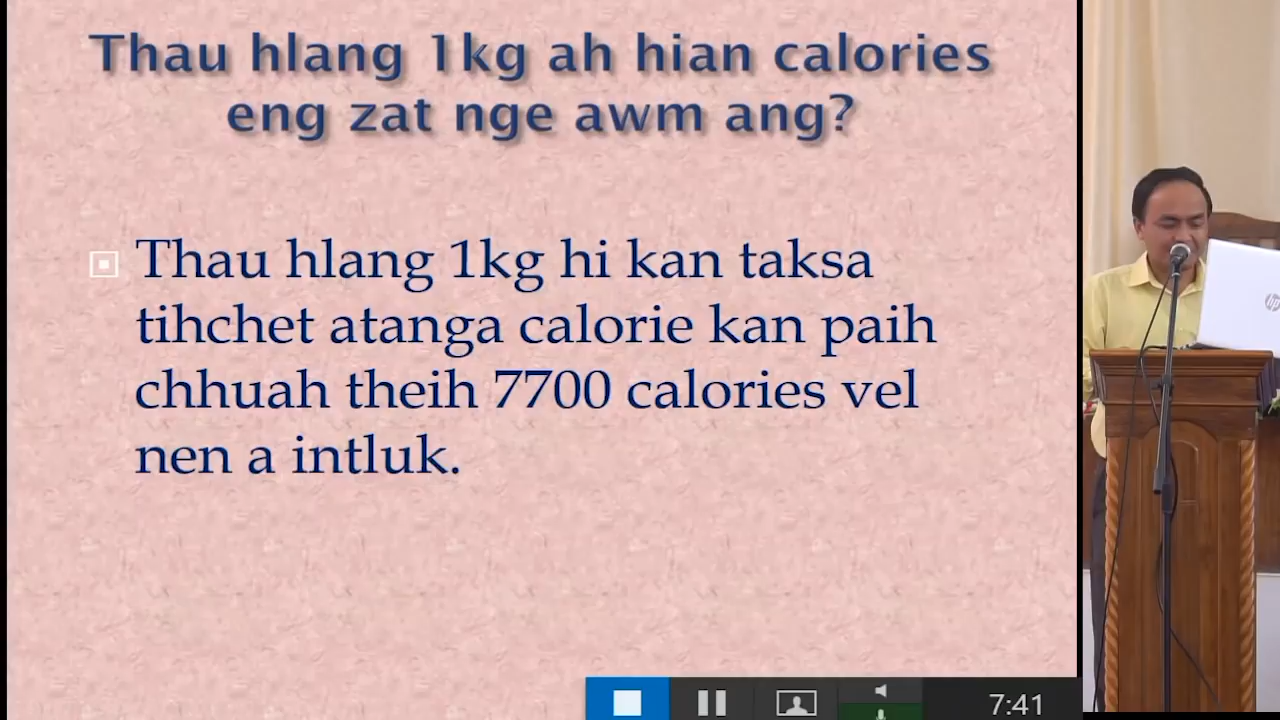 Thau hlang 1kg ah hian calories
eng zat nge awm ang?
Thau hlang 1kg hi kan taksa
tihchet atanga calorie kan paih
chhuah theih 7700 calories vel
nen a intluk.
7:41
hp